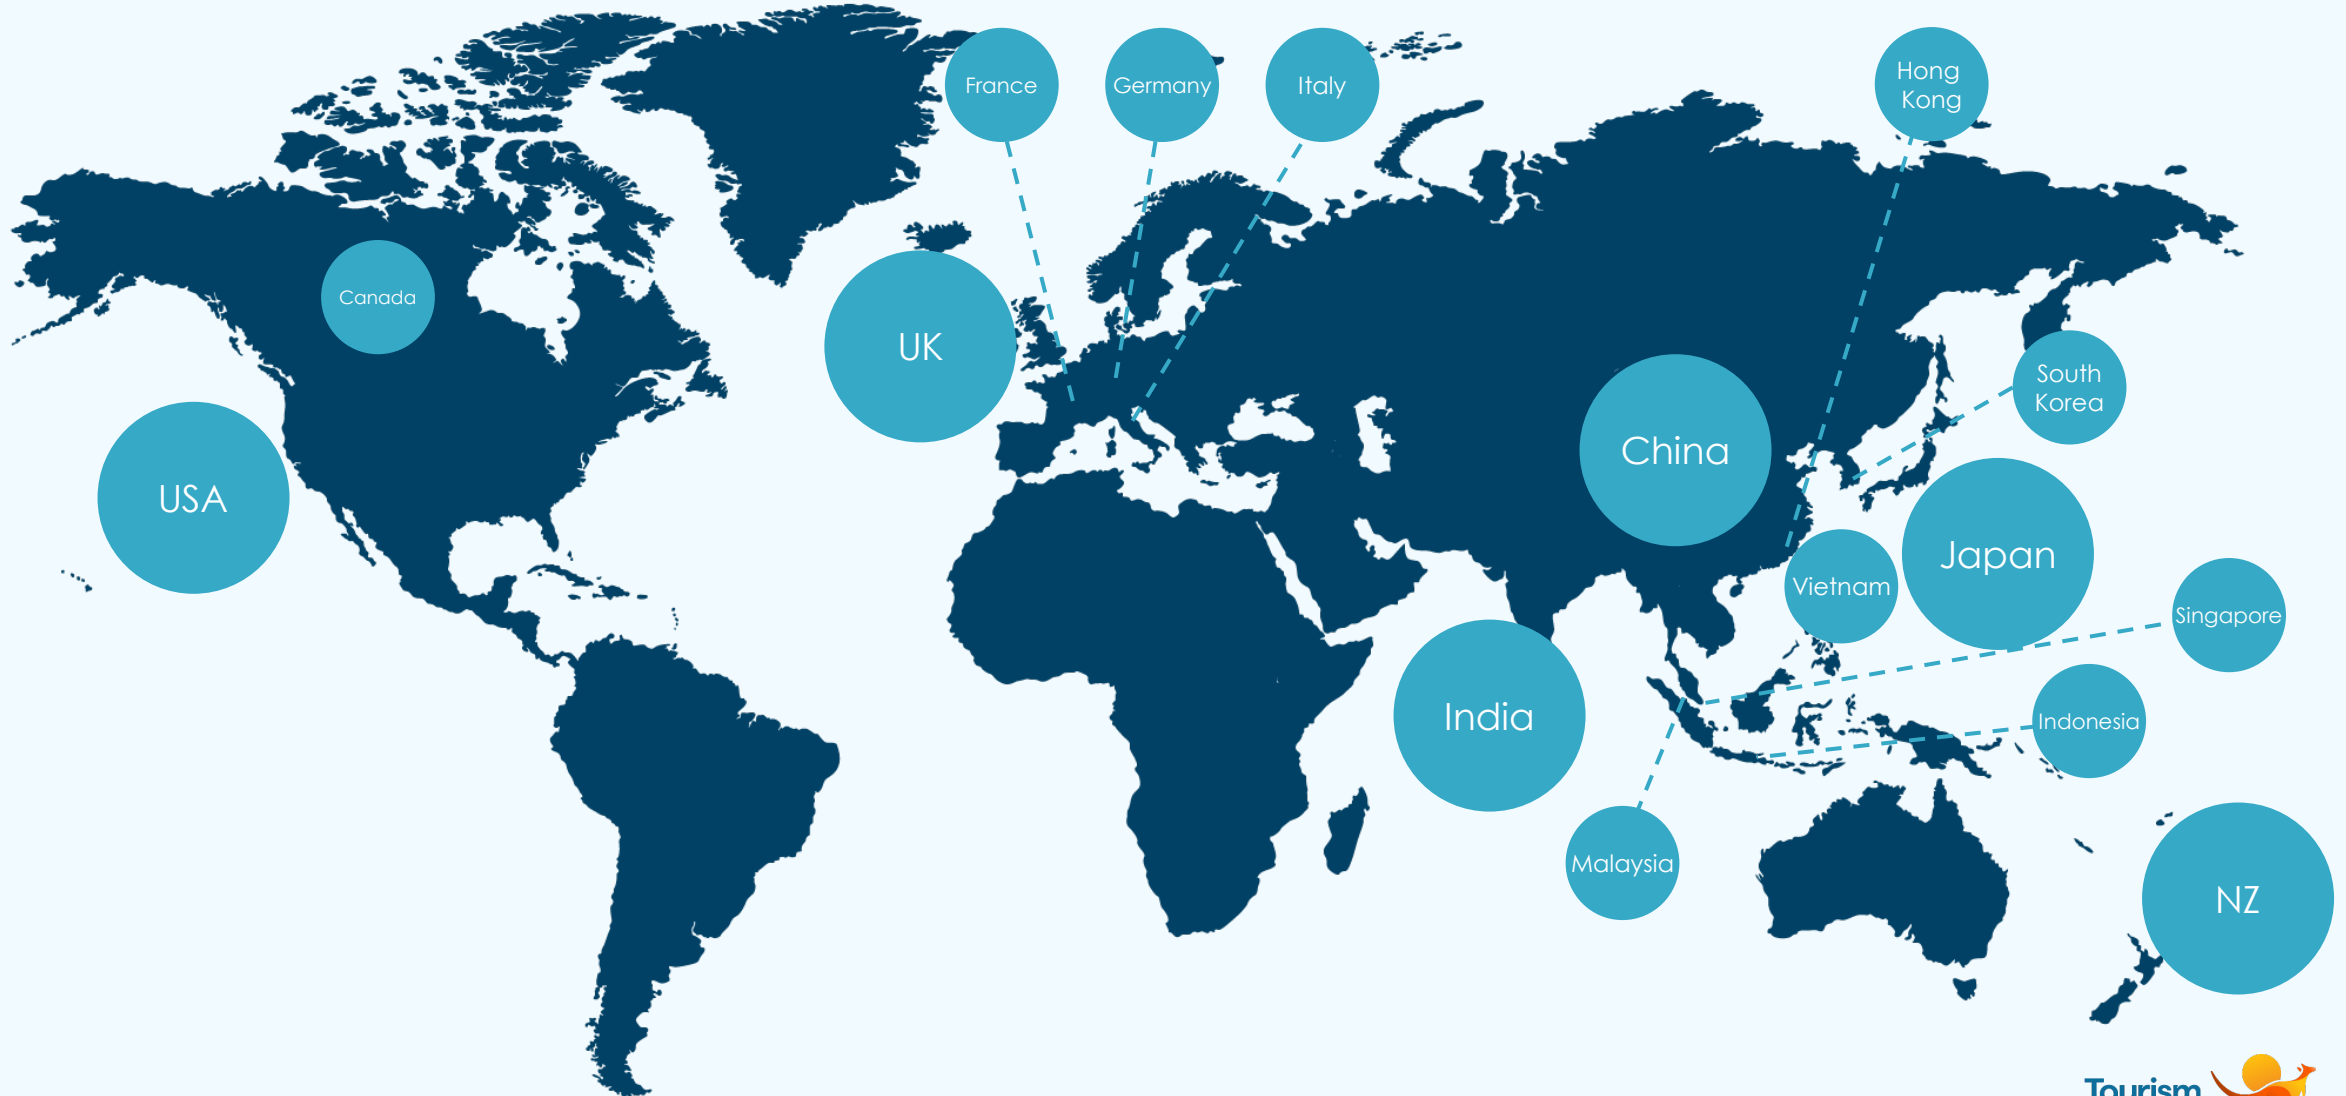 France
Germany
Italy
Hong
Kong
Canada
UK
South
Korea
China
USA
Japan
Vietnam
Singapore
India
Indonesia
Malaysia
NZ
Tourism